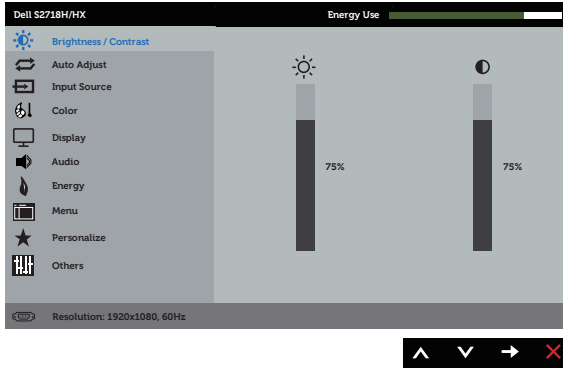 Dell S2718H/HX
Energy Use
Brightness / Contrast
Auto Adjust
Input Source
Color
Display
Audio
Energy
Menu
Personalize
Others
75%
75%
Resolution: 1920x1080, 60Hz